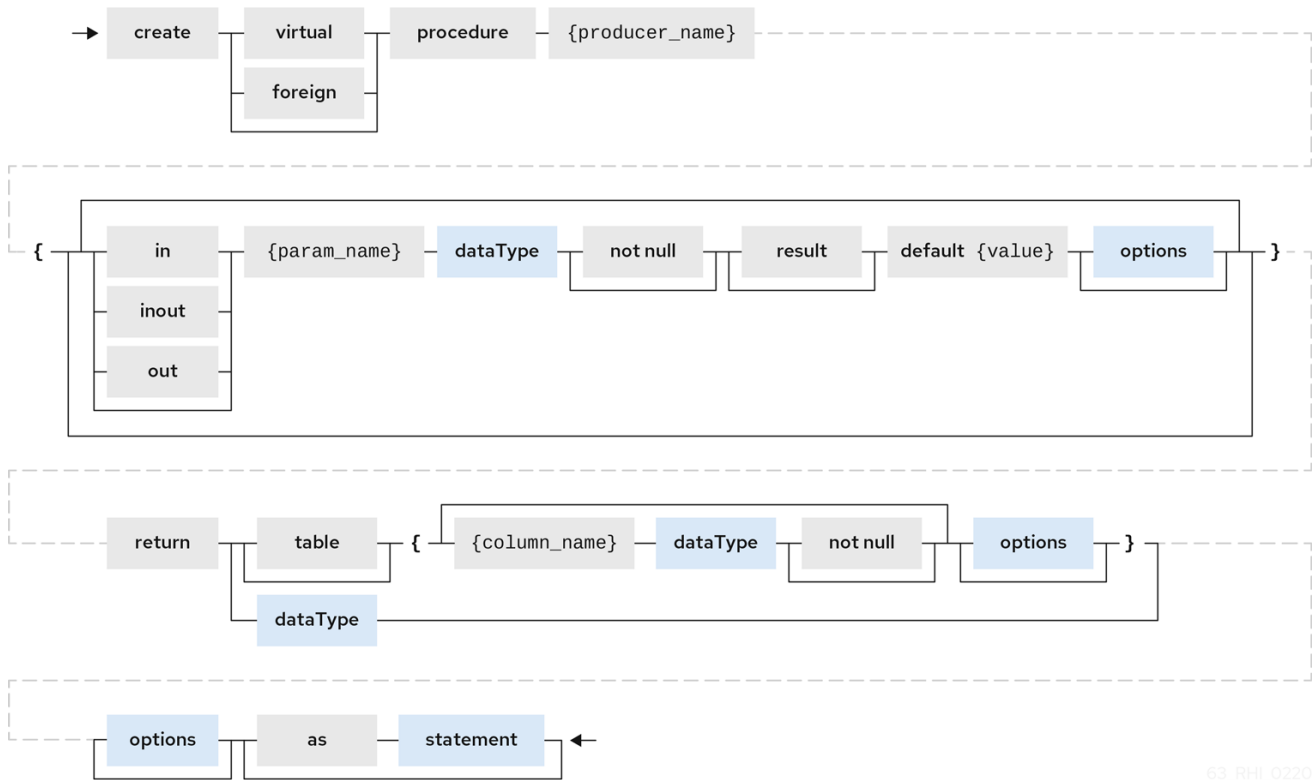 create virtual procedure {producer_name}
foreign
{ in {param_name} dataType not null result default {value} options }
inout
out
return table { {column_name} dataType not null options }
dataType
options as statement
63_RHI_0220